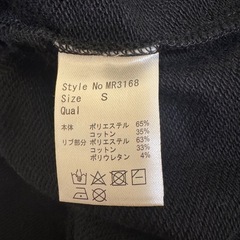 Style No MR3168
Size S
Qual
本体 ポリエステル 65%
コットン 35%
リブ部分 ポリエステル 63%
コットン 33%
ポリウレタン 4%